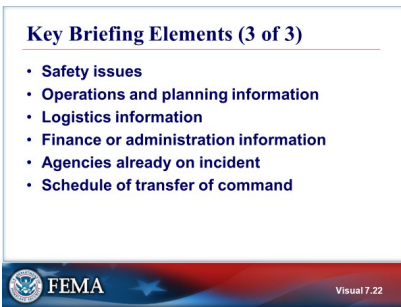 Key Briefing Elements (3 of 3)
• Safety issues
• Operations and planning information
• Logistics information
• Finance or administration information
• Agencies already on incident
• Schedule of transfer of command
FEMA
Visual 7.22